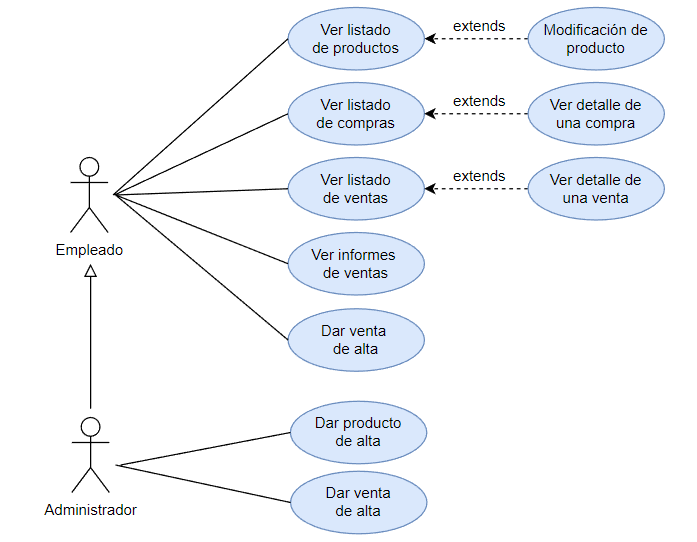 Ver listado
de productos
extends
Modificación de
producto
Ver listado
de compras
extends
Ver detalle de
una compra
Ver listado
de ventas
extends
Ver detalle de
una venta
Empleado
Ver informes
de ventas
Dar venta
de alta
Dar producto
de alta
Administrador
Dar venta
de alta